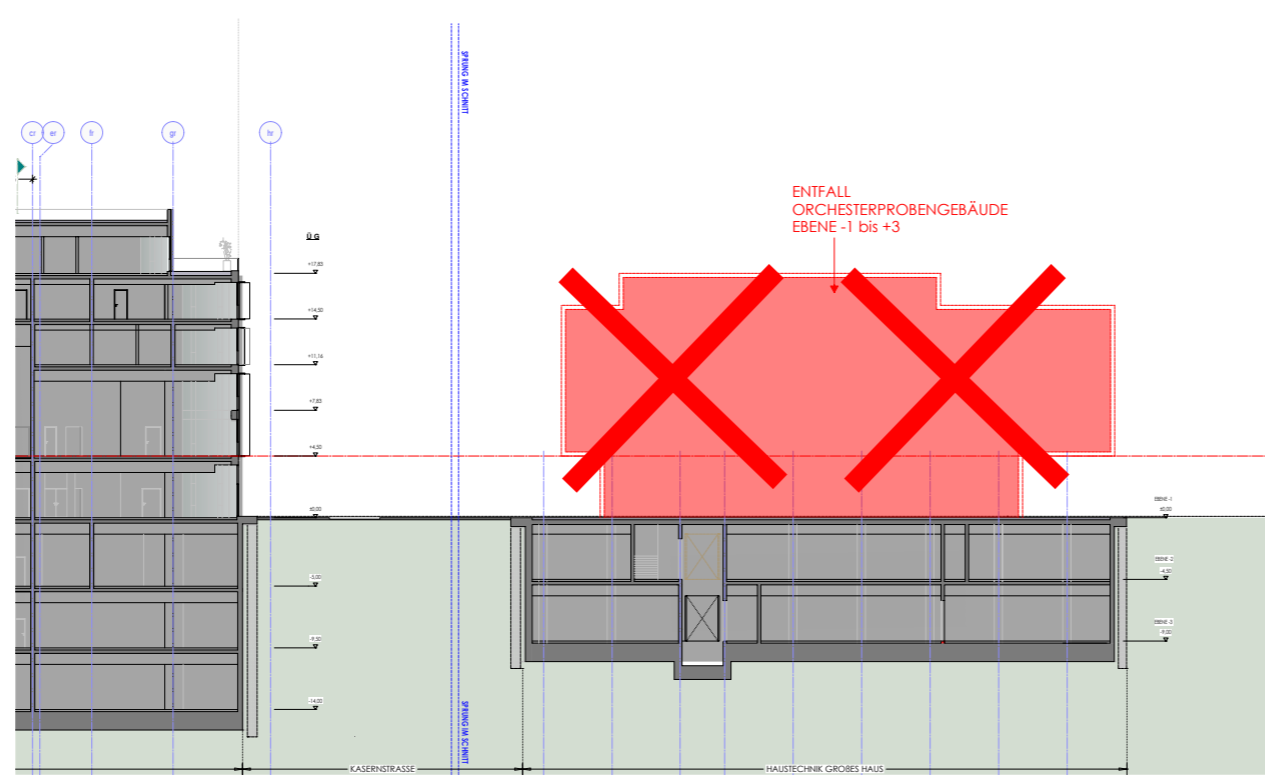 SPRUNG IM SCHNITT
cr
er
fr
gr
hr
ENTFALL
ORCHESTERPROBENGEBÄUDE
EBENE -1 bis +3
Ü G
+17,83
+14,50
+11,16
+7,83
+4,50
±0,00
-5,00
-9,50
-14,00
EBENE -1
±0,00
EBENE -2
-4,50
EBENE -3
-9,00
SPRUNG IM SCHNITT
KASERNSTRASSE
HAUSTECHNIK GROßES HAUS